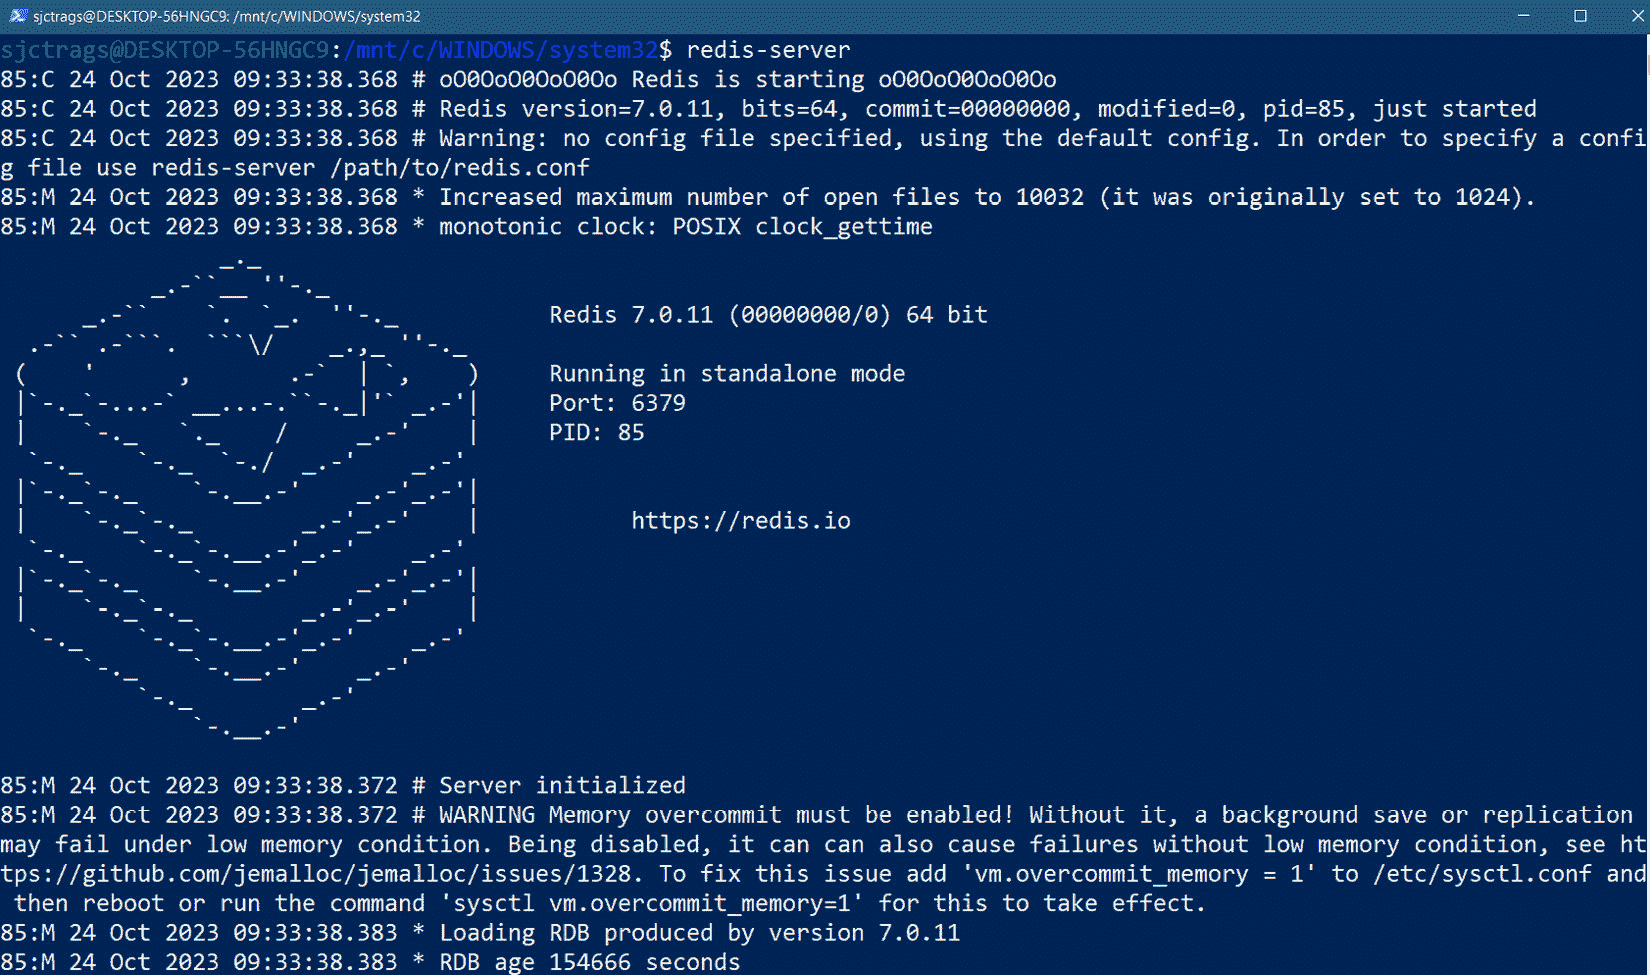 sjctrags@DESKTOP-56HNGC9: /mnt/c/WINDOWS/system32
sjctrags@DESKTOP-56HNGC9:/mnt/c/WINDOWS/system32$ redis-server
85:C 24 Oct 2023 09:33:38.368 # oO0OoO0OoO0Oo Redis is starting oO0OoO0OoO0Oo
85:C 24 Oct 2023 09:33:38.368 # Redis version=7.0.11, bits=64, commit=00000000, modified=0, pid=85, just started
85:C 24 Oct 2023 09:33:38.368 # Warning: no config file specified, using the default config. In order to specify a confi
g file use redis-server /path/to/redis.conf
85:M 24 Oct 2023 09:33:38.368 * Increased maximum number of open files to 10032 (it was originally set to 1024).
85:M 24 Oct 2023 09:33:38.368 * monotonic clock: POSIX clock_gettime
Redis 7.0.11 (00000000/0) 64 bit
Running in standalone mode
Port: 6379
PID: 85
https://redis.io
85:M 24 Oct 2023 09:33:38.372 # Server initialized
85:M 24 Oct 2023 09:33:38.372 # WARNING Memory overcommit must be enabled! Without it, a background save or replication
may fail under low memory condition. Being disabled, it can can also cause failures without low memory condition, see ht
tps://github.com/jemalloc/jemalloc/issues/1328. To fix this issue add 'vm.overcommit_memory = 1' to /etc/sysctl.conf and
 then reboot or run the command 'sysctl vm.overcommit_memory=1' for this to take effect.
85:M 24 Oct 2023 09:33:38.383 * Loading RDB produced by version 7.0.11
85:M 24 Oct 2023 09:33:38.383 * RDB age 154666 seconds